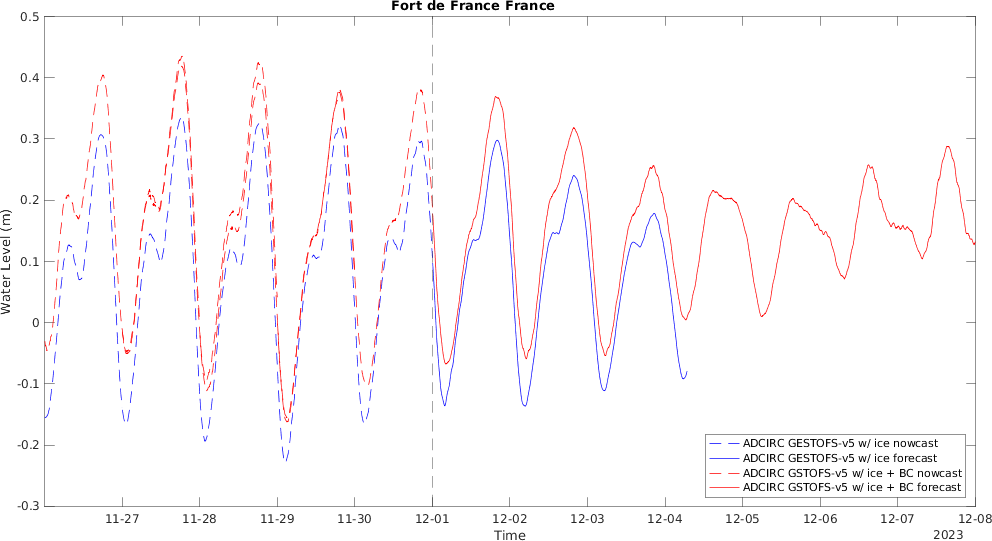 Fort de France France
0.5
0.4
0.3
0.2
0.1
0
-0.1
-0.2
-0.3
Water Level (m)
ADCIRC GESTOFS-v5 w/ ice nowcast
ADCIRC GESTOFS-v5 w/ ice forecast
ADCIRC GSTOFS-v5 w/ ice + BC nowcast
ADCIRC GSTOFS-v5 w/ ice + BC forecast
11-27 11-28 11-29 11-30 12-01 12-02 12-03 12-04 12-05 12-06 12-07 12-08
Time
2023